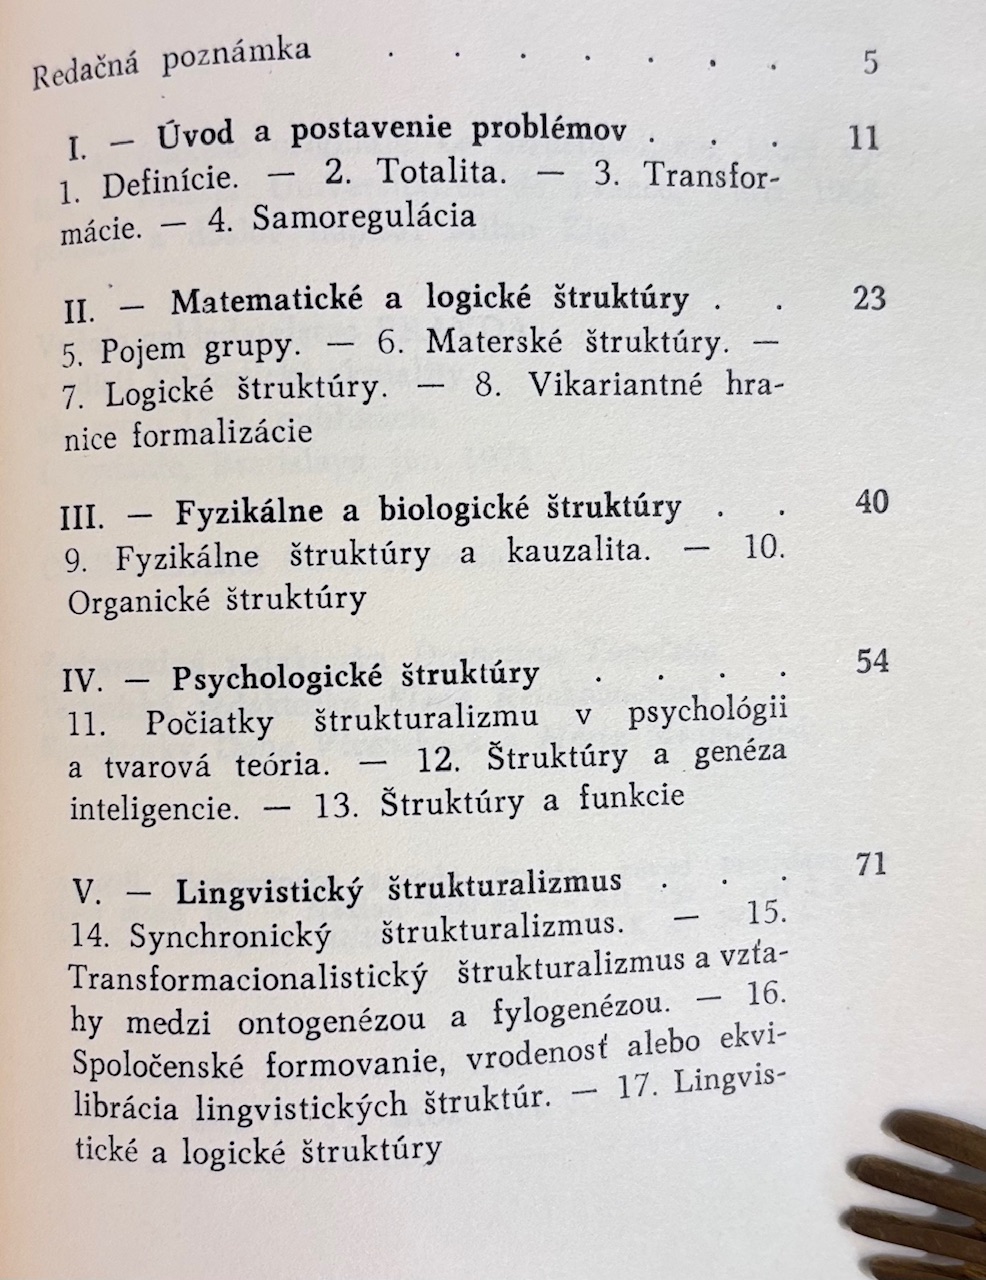 Redačná poznámka . . . . . . . 5
I. — Úvod a postavenie problémov . . . 11
1. Definície. — 2. Totalita. — 3. Transfor-
mácie. — 4. Samoregulácia
II. — Matematické a logické štruktúry . . 23
5. Pojem grupy. — 6. Materské štruktúry. —
7. Logické štruktúry. — 8. Vikariantné hra-
nice formalizácie
III. — Fyzikálne a biologické štruktúry . . 40
9. Fyzikálne štruktúry a kauzalita. — 10.
Organické štruktúry
IV. — Psychologické štruktúry . . . . 54
11. Počiatky štrukturalizmu v psychológii
a tvarová teória. — 12. Štruktúry a genéza
inteligencie. — 13. Štruktúry a funkcie
V. — Lingvistický štrukturalizmus . . . 71
14. Synchronický štrukturalizmus. — 15.
Transformacionalistický štrukturalizmus a vzťa-
hy medzi ontogenézou a fylogenézou. — 16.
Spoločenské formovanie, vrodenosť alebo ekvi-
librácia lingvistických štruktúr. — 17. Lingvis-
tické a logické štruktúry